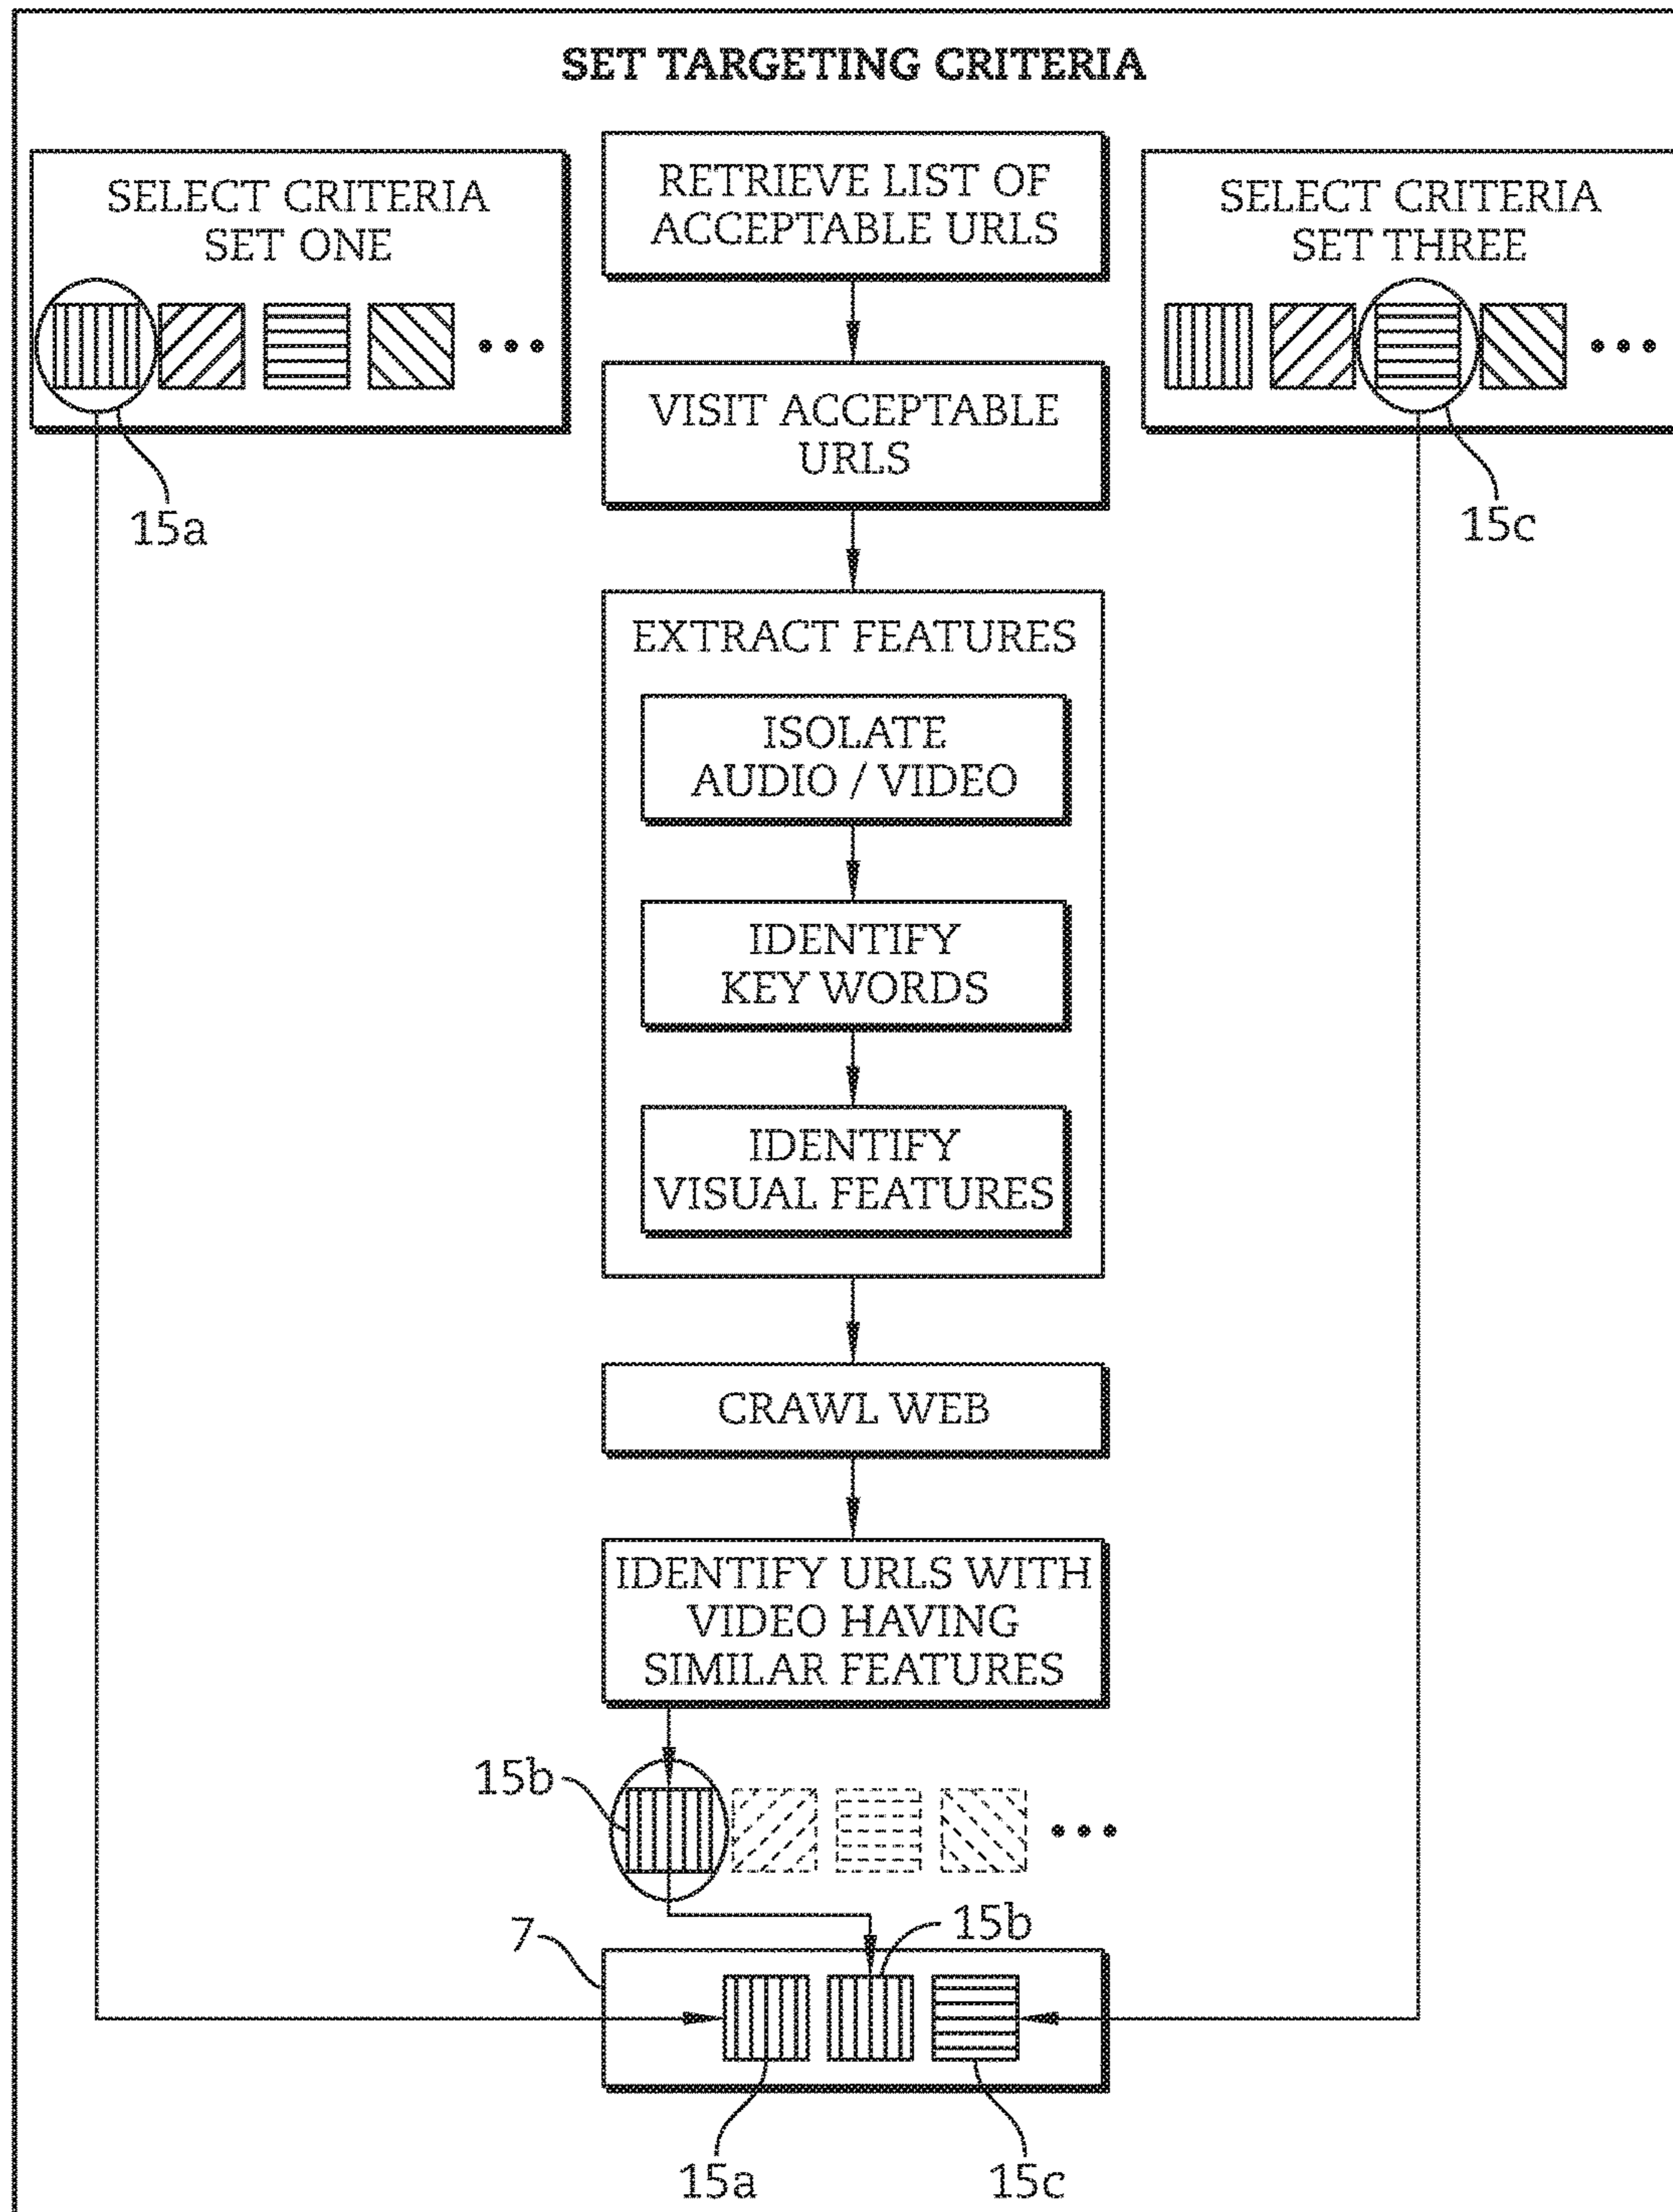 SET TARGETING CRITERIA
SELECT CRITERIA
SET ONE
15a
RETRIEVE LIST OF
ACCEPTABLE URLS
VISIT ACCEPTABLE
URLS
EXTRACT FEATURES
ISOLATE
AUDIO / VIDEO
IDENTIFY
KEY WORDS
IDENTIFY
VISUAL FEATURES
CRAWL WEB
IDENTIFY URLS WITH
VIDEO HAVING
SIMILAR FEATURES
SELECT CRITERIA
SET THREE
15c
15b
7
15b
15a
15c